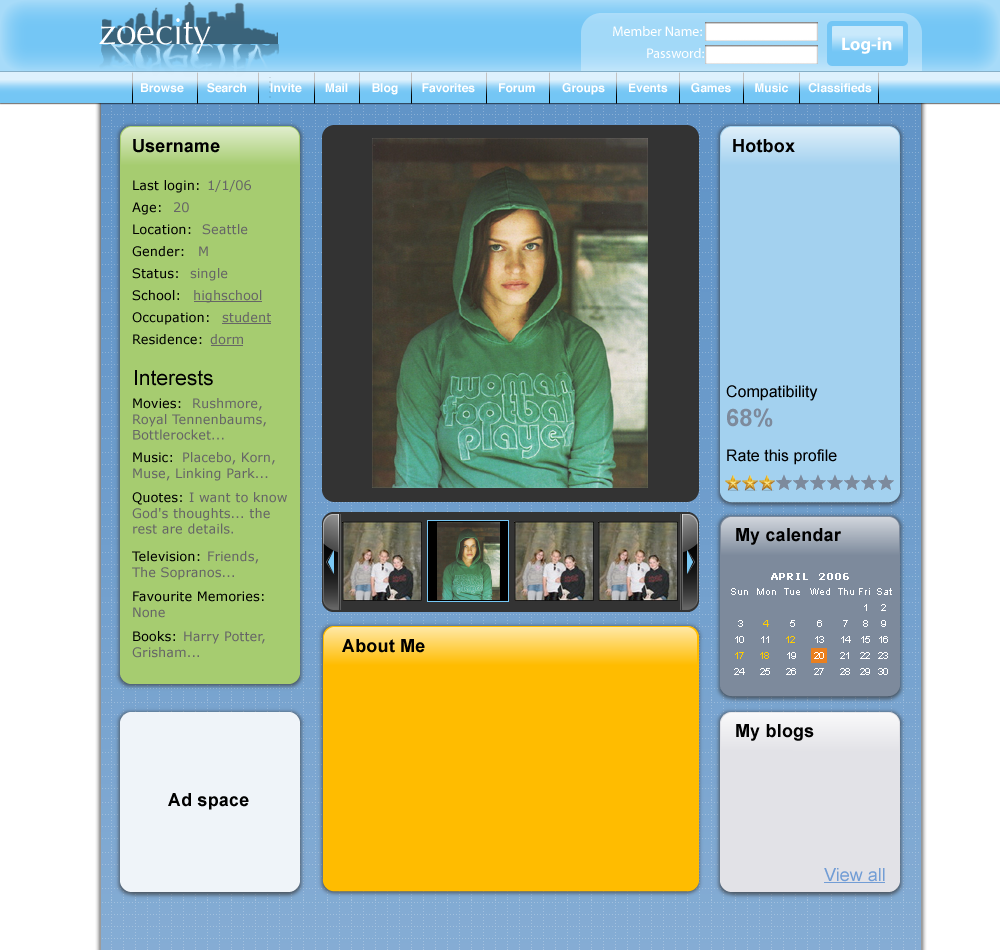 zoecity
Member Name:
Password:
Log-in
Browse
Search
Invite
Mail
Blog
Favorites
Forum
Groups
Events
Games
Music
Classifieds
Username
Last login: 1/1/06
Age: 20
Location: Seattle
Gender: M
Status: single
School: highschool
Occupation: student
Residence: dorm
Interests
Movies: Rushmore,
Royal Tennenbaums,
Bottlerocket...
Music: Placebo, Korn,
Muse, Linking Park...
Quotes: I want to know
God's thoughts... the
rest are details.
Television: Friends,
The Sopranos...
Favourite Memories:
None
Books: Harry Potter,
Grisham...
Ad space
woman
football
player
About Me
Hotbox
Compatibility
68%
Rate this profile
My calendar
APRIL 2006
Sun Mon Tue Wed Thu Fri Sat
1 2
3 4 5 6 7 8 9
10 11 12 13 14 15 16
17 18 19 20 21 22 23
24 25 26 27 28 29 30
My blogs
View all